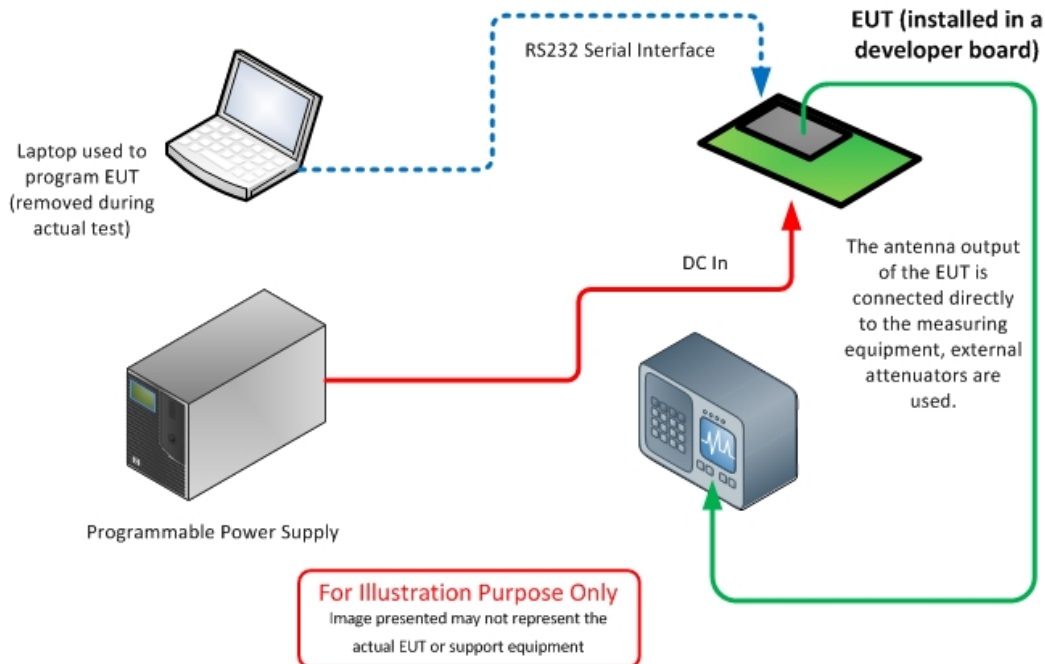 EUT (installed in a
developer board)
RS232 Serial Interface
Laptop used to
program EUT
(removed during
actual test)
DC In
The antenna output
of the EUT is
connected directly
to the measuring
equipment, external
attenuators are
used.
Programmable Power Supply
For Illustration Purpose Only
Image presented may not represent the
actual EUT or support equipment